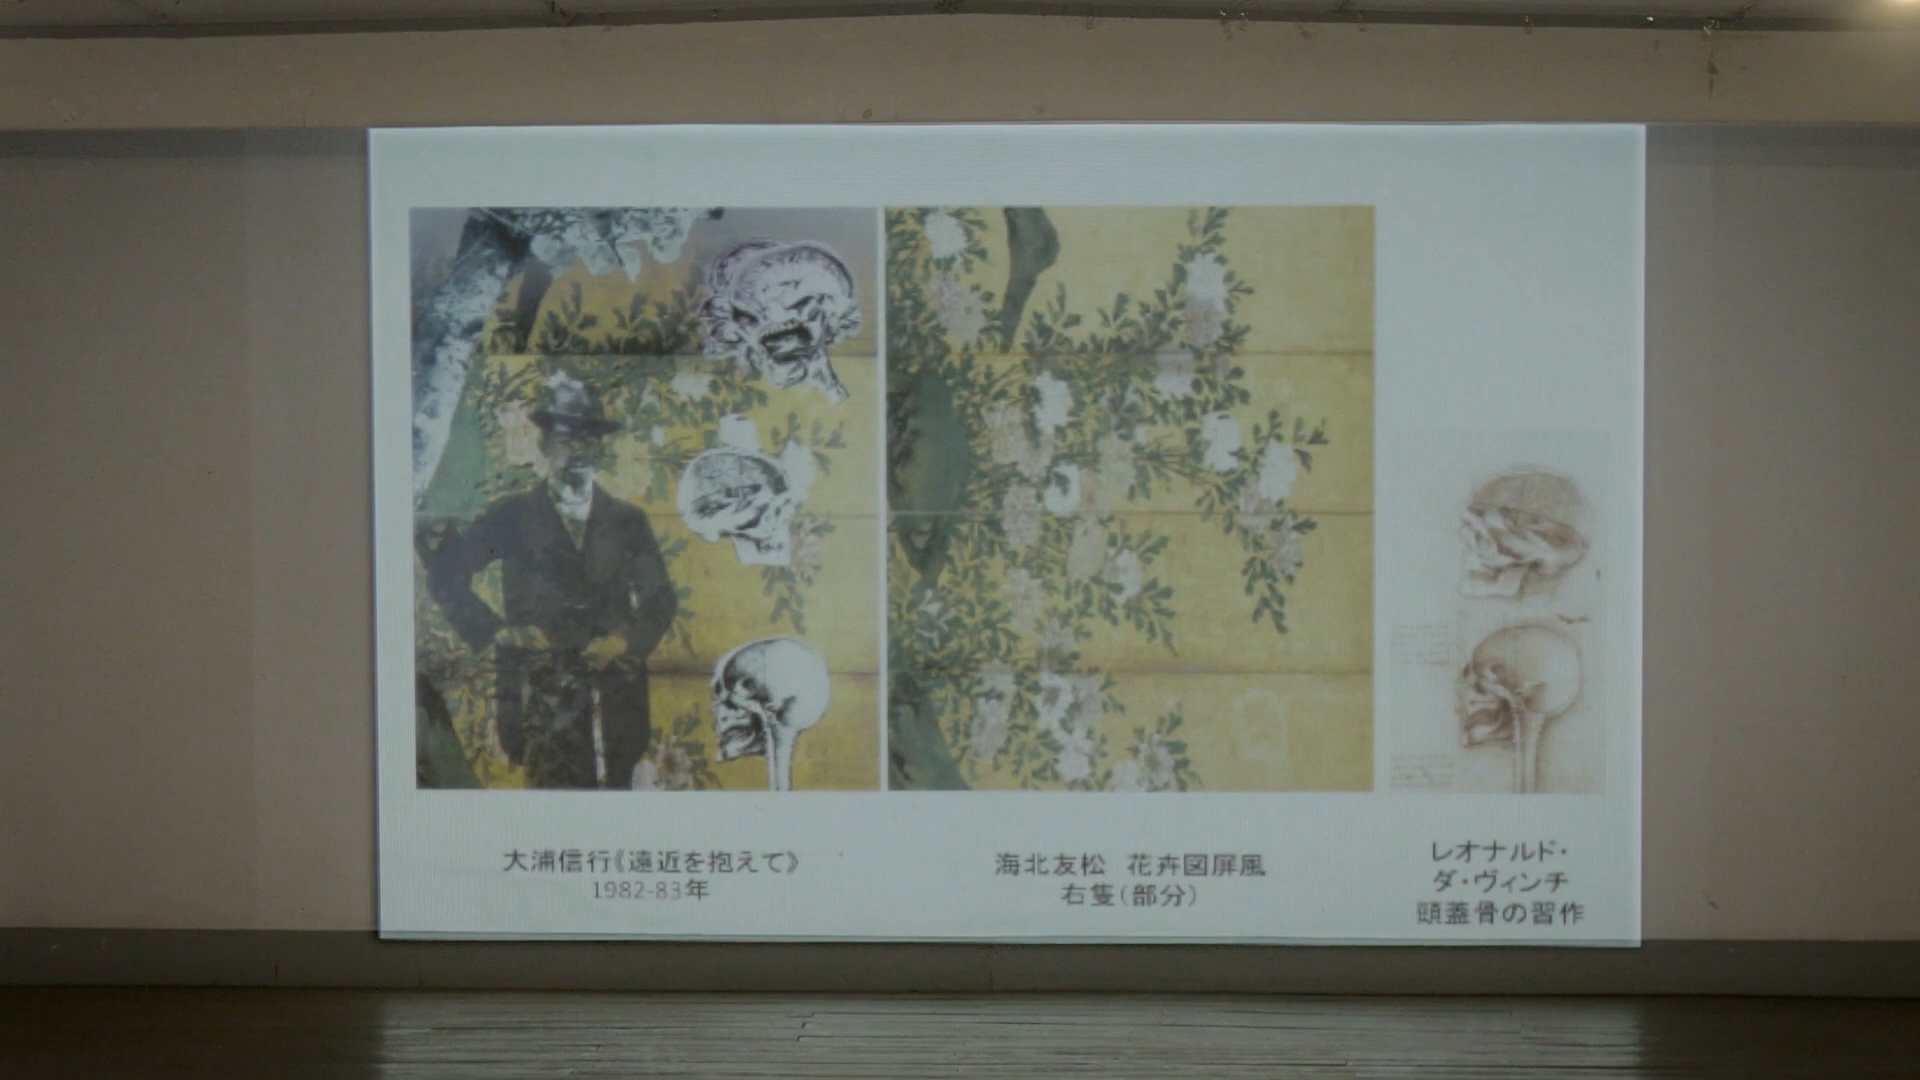 大浦信行《遠近を抱えて》
1982-83年
海北友松 花卉図屏風
右隻(部分)
レオナルド・
ダ・ヴィンチ
頭蓋骨の習作